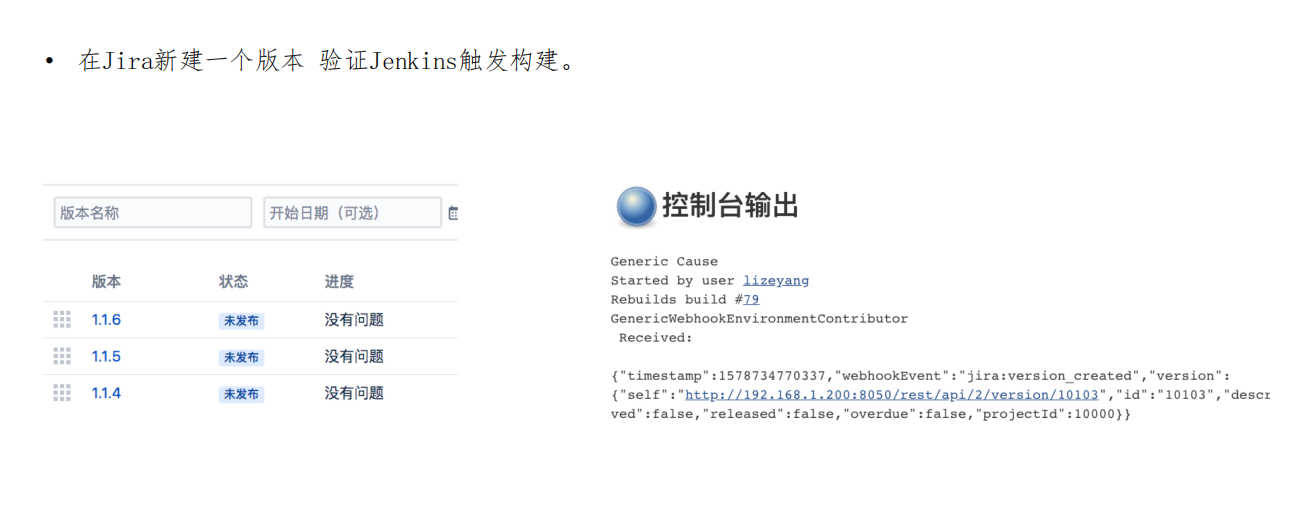 • 在Jira新建一个版本 验证Jenkins触发构建。
版本名称 开始日期（可选）
版本 状态 进度
1.1.6 未发布 没有问题
1.1.5 未发布 没有问题
1.1.4 未发布 没有问题
控制台输出
Generic Cause
Started by user lizeyang
Rebuilds build #79
GenericWebhookEnvironmentContributor
Received:
{"timestamp":1578734770337,"webhookEvent":"jira:version_created","version":
{"self":"http://192.168.1.200:8050/rest/api/2/version/10103","id":"10103","descr
ved":false,"released":false,"overdue":false,"projectId":10000}}